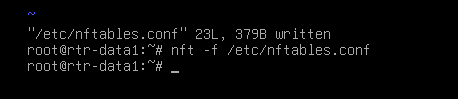 ~
"/etc/nftables.conf" 23L, 379B written
root@rtr-data1:~# nft -f /etc/nftables.conf
root@rtr-data1:~# _